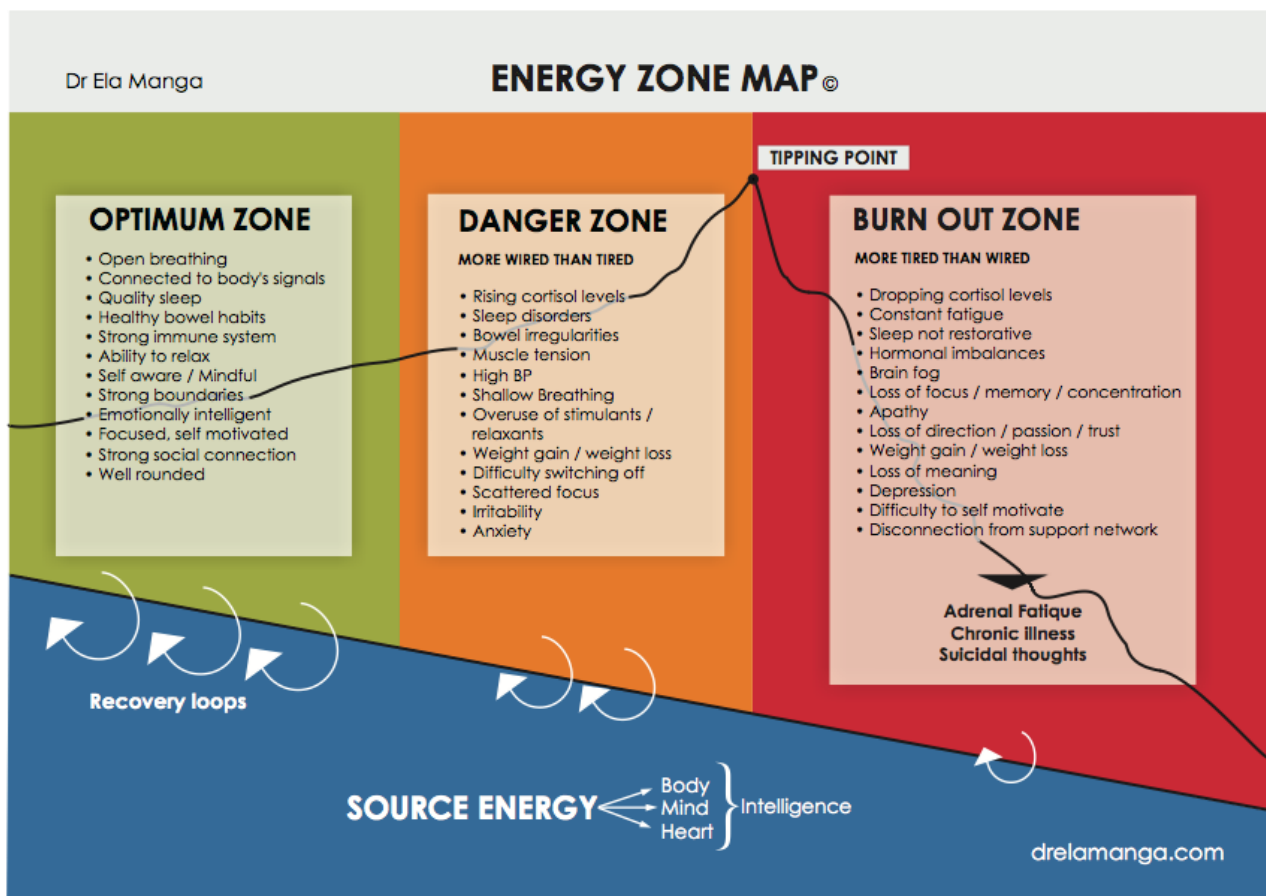 Dr Ela Manga
ENERGY ZONE MAP©
TIPPING POINT
OPTIMUM ZONE
• Open breathing
• Connected to body's signals
• Quality sleep
• Healthy bowel habits
• Strong immune system
• Ability to relax
• Self aware / Mindful
• Strong boundaries
• Emotionally intelligent
• Focused, self motivated
• Strong social connection
• Well rounded
DANGER ZONE
MORE WIRED THAN TIRED
• Rising cortisol levels
• Sleep disorders
• Bowel irregularities
• Muscle tension
• High BP
• Shallow Breathing
• Overuse of stimulants /
relaxants
• Weight gain / weight loss
• Difficulty switching off
• Scattered focus
• Irritability
• Anxiety
BURN OUT ZONE
MORE TIRED THAN WIRED
• Dropping cortisol levels
• Constant fatigue
• Sleep not restorative
• Hormonal imbalances
• Brain fog
• Loss of focus / memory / concentration
• Apathy
• Loss of direction / passion / trust
• Weight gain / weight loss
• Loss of meaning
• Depression
• Difficulty to self motivate
• Disconnection from support network
Adrenal Fatique
Chronic illness
Suicidal thoughts
Recovery loops
SOURCE ENERGY
Body
Mind
Heart
Intelligence
drelamanga.com